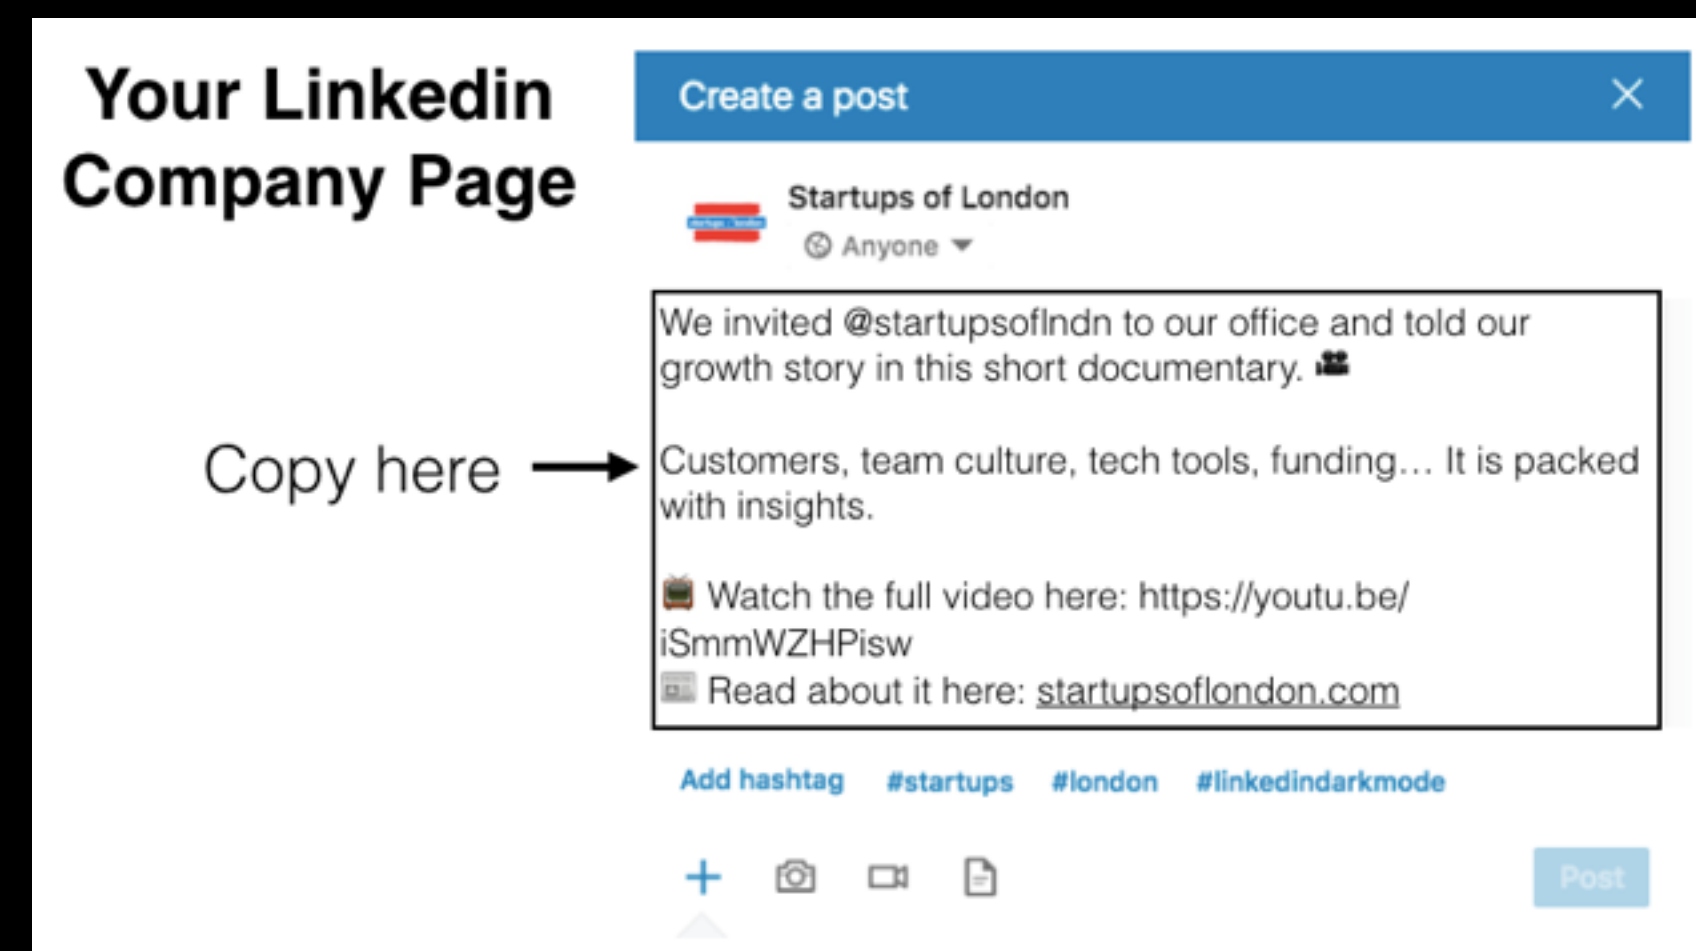 Your Linkedin
Company Page
Create a post
Startups of London
Anyone
We invited @startupsoflndn to our office and told our
growth story in this short documentary. 🎥
Copy here
Customers, team culture, tech tools, funding... It is packed
with insights.
📺 Watch the full video here: https://youtu.be/
iSmmWZHPisw
📰 Read about it here: startupsoflondon.com
Add hashtag #startups #london #linkedindarkmode
Post